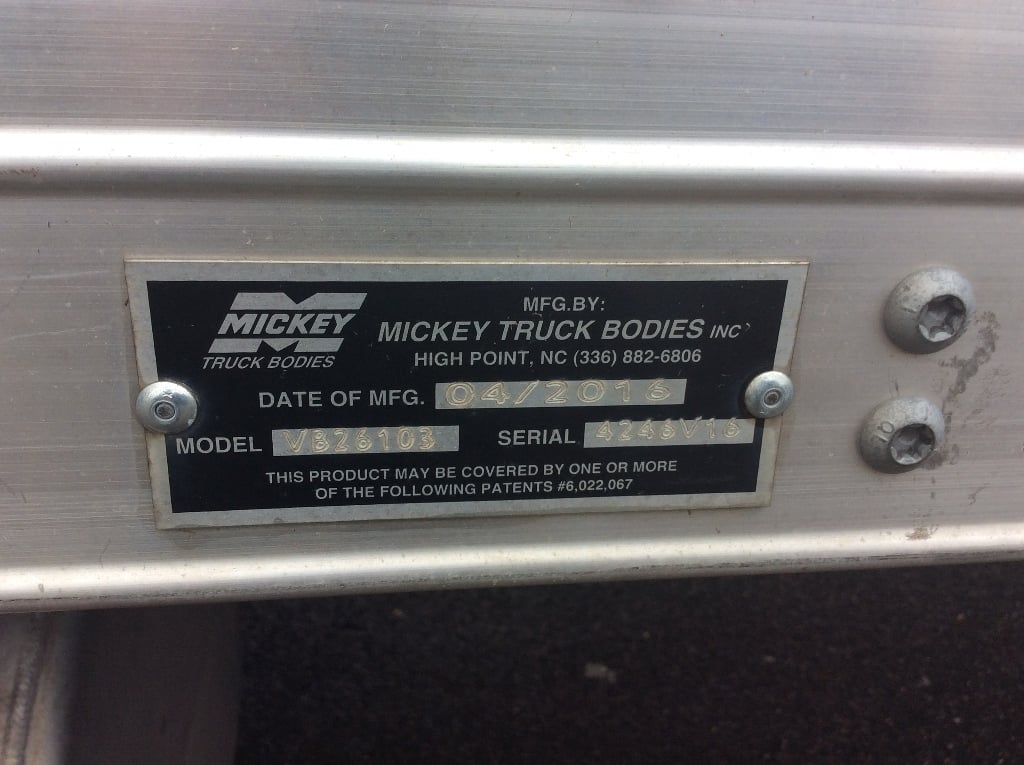 MICKEY
TRUCK BODIES
MFG.BY:
MICKEY TRUCK BODIES INC
HIGH POINT, NC (336) 882-6806
DATE OF MFG. 04/2016
MODEL VB26103 SERIAL 4246V16
THIS PRODUCT MAY BE COVERED BY ONE OR MORE
OF THE FOLLOWING PATENTS #6,022,067
10